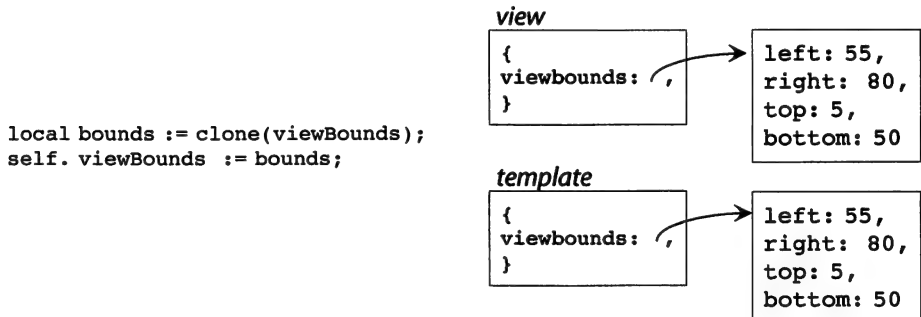 local bounds := clone(viewBounds);
self. viewBounds := bounds;
view
{
viewbounds: ,
}
left: 55,
right: 80,
top: 5,
bottom: 50
template
{
viewbounds: ,
}
left: 55,
right: 80,
top: 5,
bottom: 50